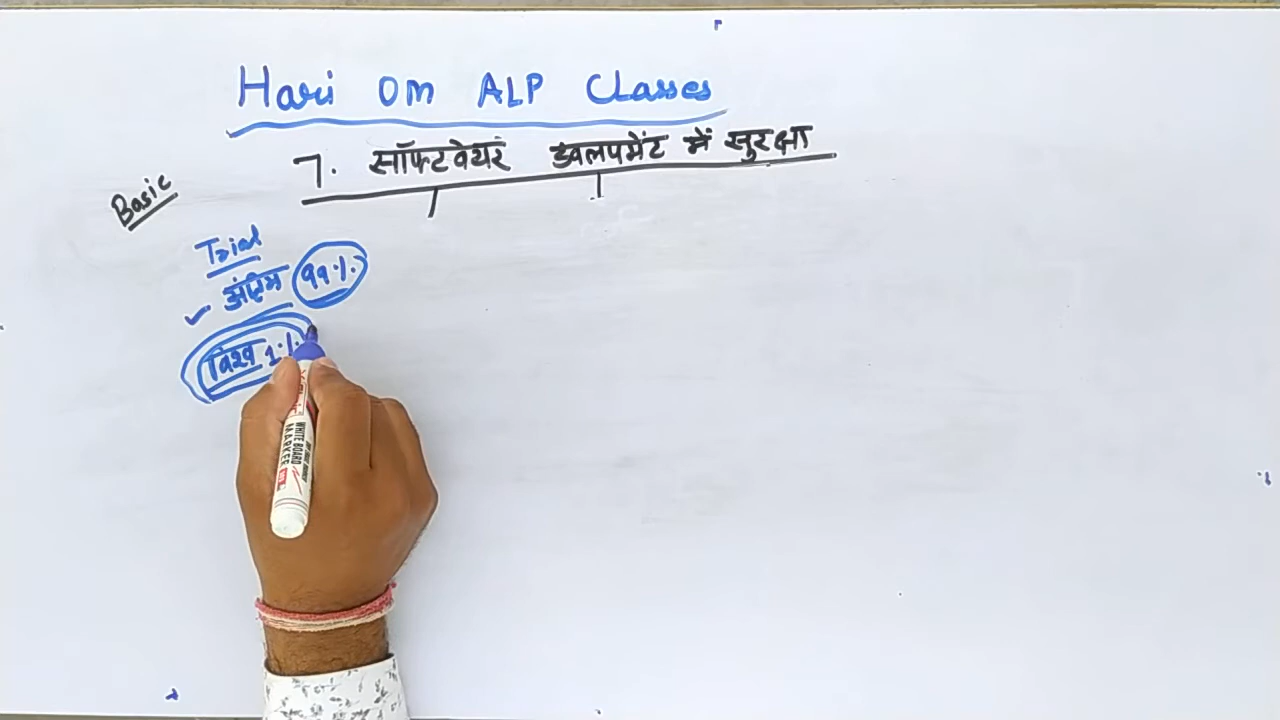 Hari OM ALP Classes
7. सॉफ्टवेयर डवलपमेंट में सुरक्षा
Basic
Trial
99%
विश्व 1%
WHITE BOARD
MARKER